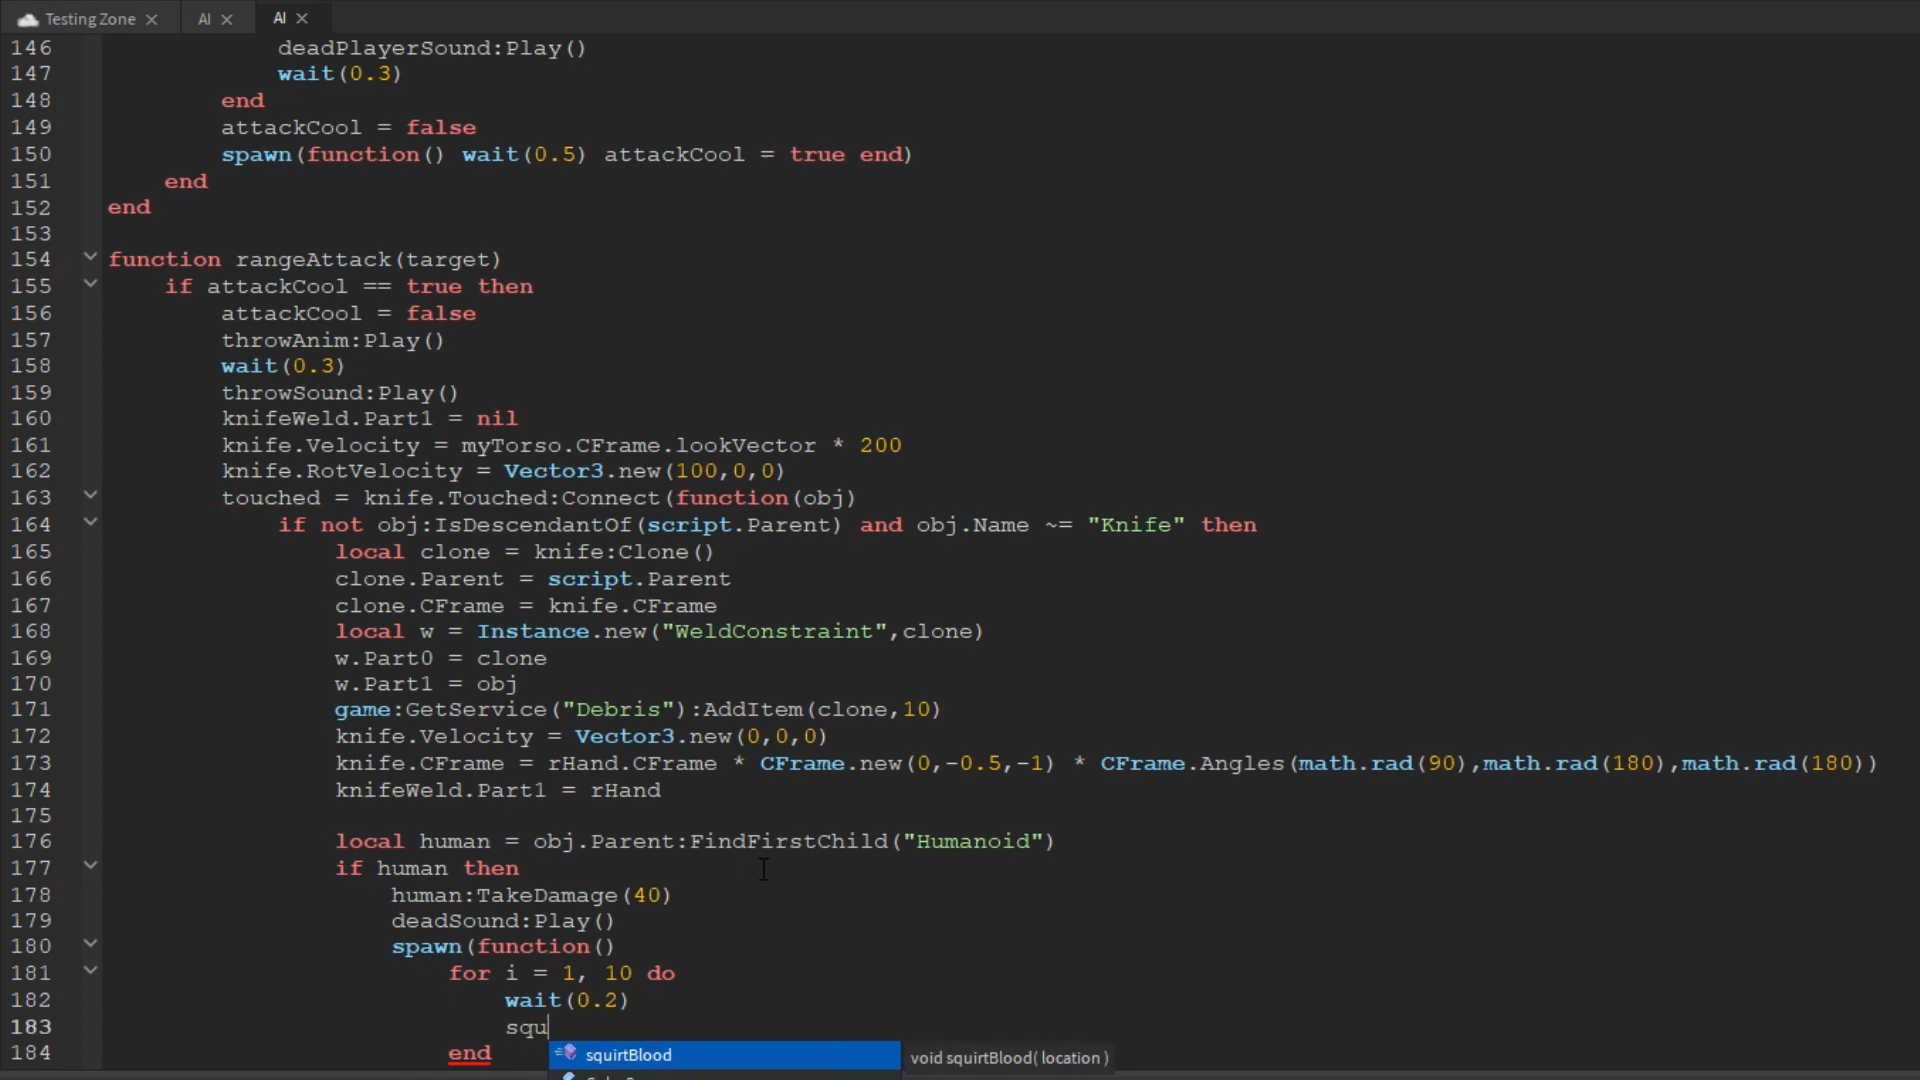 Testing Zone
AI
AI
146 deadPlayerSound:Play()
147 wait(0.3)
148 end
149 attackCool = false
150 spawn(function() wait(0.5) attackCool = true end)
151 end
152 end
153
154 function rangeAttack(target)
155 if attackCool == true then
156 attackCool = false
157 throwAnim:Play()
158 wait(0.3)
159 throwSound:Play()
160 knifeWeld.Part1 = nil
161 knife.Velocity = myTorso.CFrame.lookVector * 200
162 knife.RotVelocity = Vector3.new(100,0,0)
163 touched = knife.Touched:Connect(function(obj)
164 if not obj:IsDescendantOf(script.Parent) and obj.Name ~= "Knife" then
165 local clone = knife:Clone()
166 clone.Parent = script.Parent
167 clone.CFrame = knife.CFrame
168 local w = Instance.new("WeldConstraint",clone)
169 w.Part0 = clone
170 w.Part1 = obj
171 game:GetService("Debris"):AddItem(clone,10)
172 knife.Velocity = Vector3.new(0,0,0)
173 knife.CFrame = rHand.CFrame * CFrame.new(0,-0.5,-1) * CFrame.Angles(math.rad(90),math.rad(180),math.rad(180))
174 knifeWeld.Part1 = rHand
175
176 local human = obj.Parent:FindFirstChild("Humanoid")
177 if human then
178 human:TakeDamage(40)
179 deadSound:Play()
180 spawn(function()
181 for i = 1, 10 do
182 wait(0.2)
183 squ
184 end
squirtBlood
void squirtBlood( location )